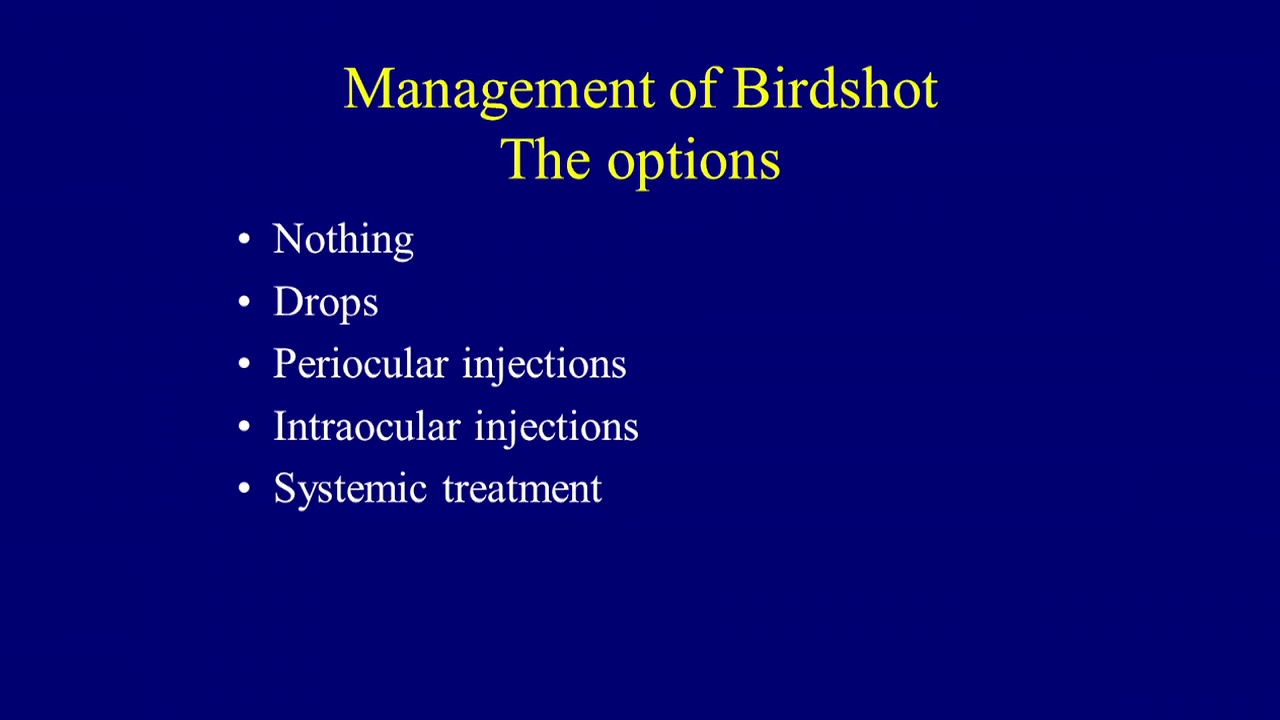 Management of Birdshot
The options
• Nothing
• Drops
• Periocular injections
• Intraocular injections
• Systemic treatment